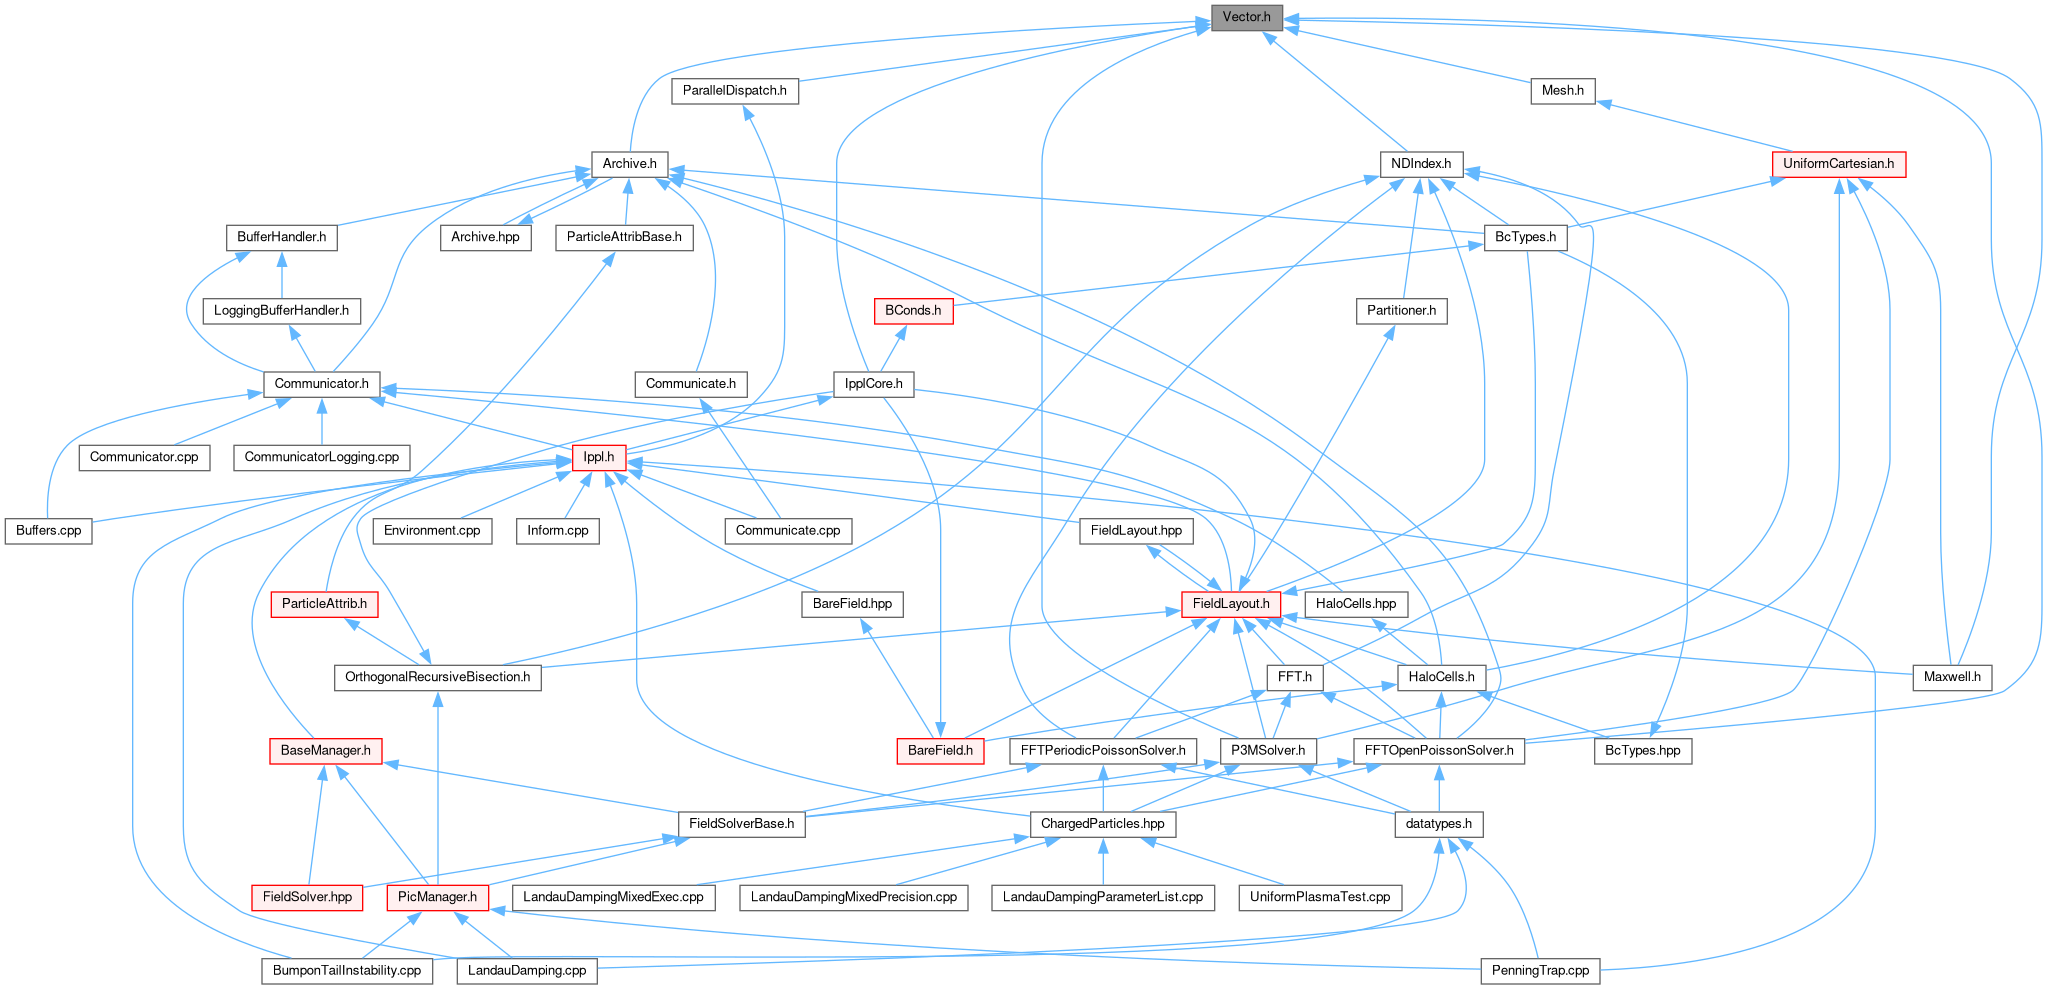 Vector.h
ParallelDispatch.h
Mesh.h
Archive.h
NDIndex.h
UniformCartesian.h
BufferHandler.h
Archive.hpp
ParticleAttribBase.h
BcTypes.h
LoggingBufferHandler.h
BConds.h
Partitioner.h
Communicator.h
Communicate.h
IpplCore.h
Communicator.cpp
CommunicatorLogging.cpp
Ippl.h
Buffers.cpp
Environment.cpp
Inform.cpp
Communicate.cpp
FieldLayout.hpp
ParticleAttrib.h
BareField.hpp
FieldLayout.h
HaloCells.hpp
OrthogonalRecursiveBisection.h
FFT.h
HaloCells.h
Maxwell.h
BaseManager.h
BareField.h
FFTPeriodicPoissonSolver.h
P3MSolver.h
FFTOpenPoissonSolver.h
BcTypes.hpp
FieldSolverBase.h
ChargedParticles.hpp
datatypes.h
FieldSolver.hpp
PicManager.h
LandauDampingMixedExec.cpp
LandauDampingMixedPrecision.cpp
LandauDampingParameterList.cpp
UniformPlasmaTest.cpp
BumponTailInstability.cpp
LandauDamping.cpp
PenningTrap.cpp